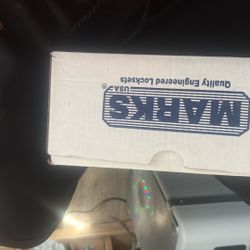 MARKS
®
USA
Quality Engineered Locksets